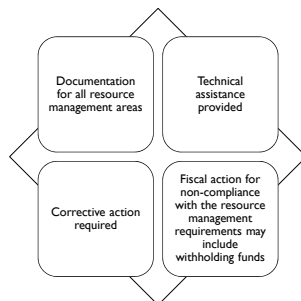 Documentation
for all resource
management areas
Technical
assistance
provided
Corrective action
required
Fiscal action for
non-compliance
with the resource
management
requirements may
include
withholding funds